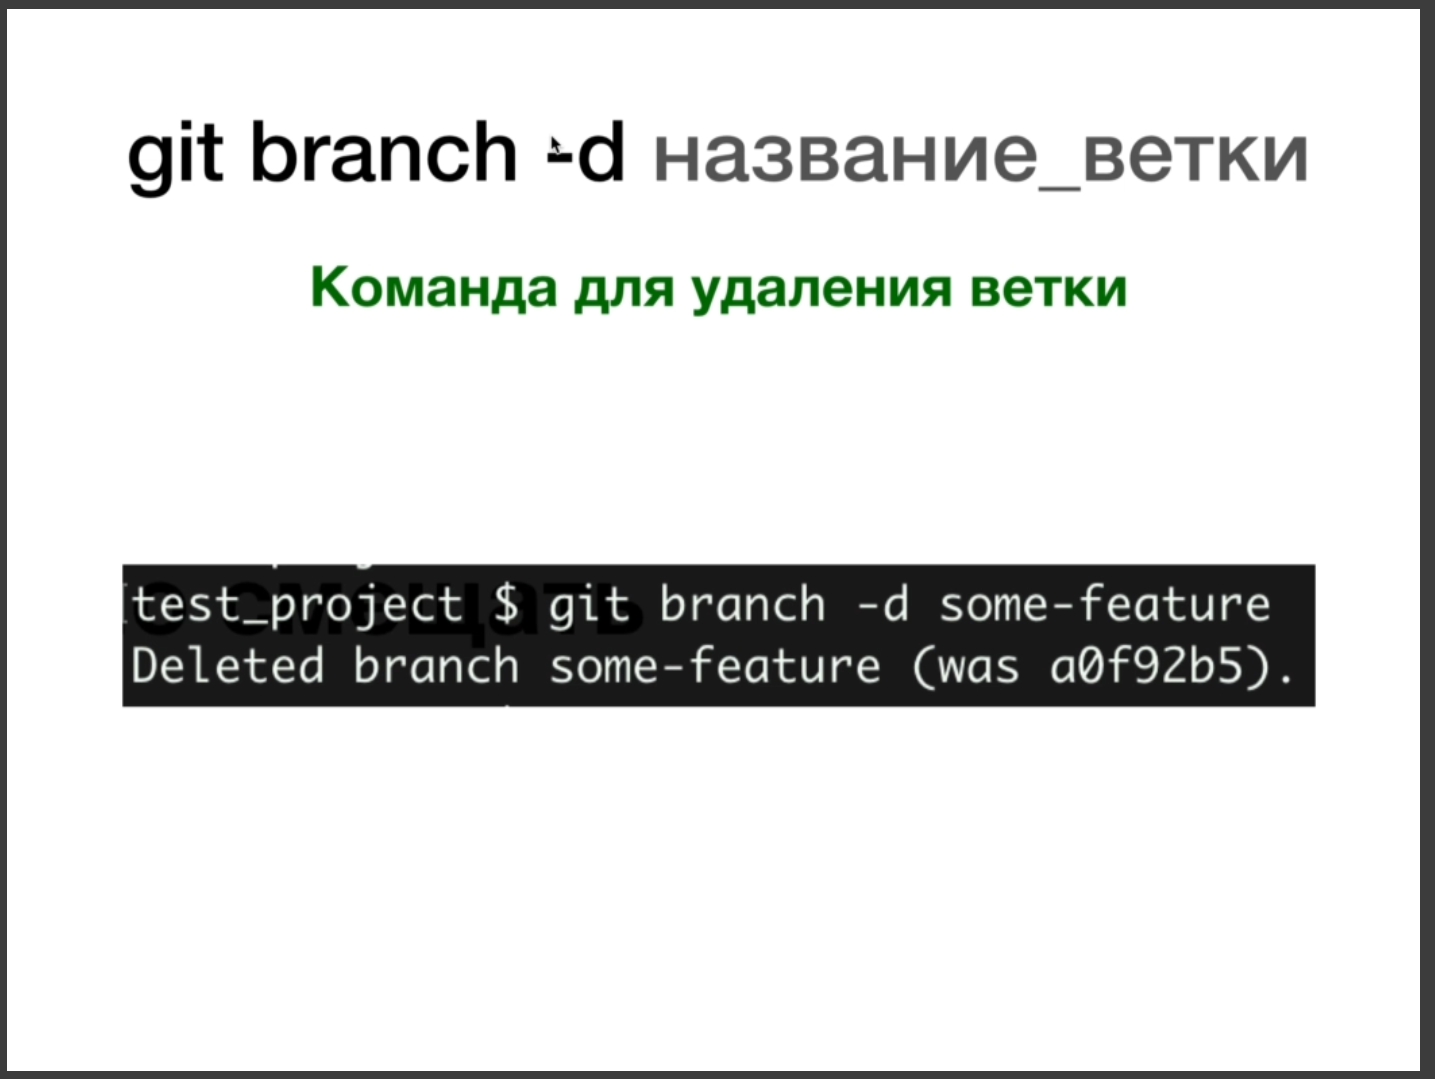 git branch -d название_ветки
Команда для удаления ветки
test_project $ git branch -d some-feature
Deleted branch some-feature (was a0f92b5).